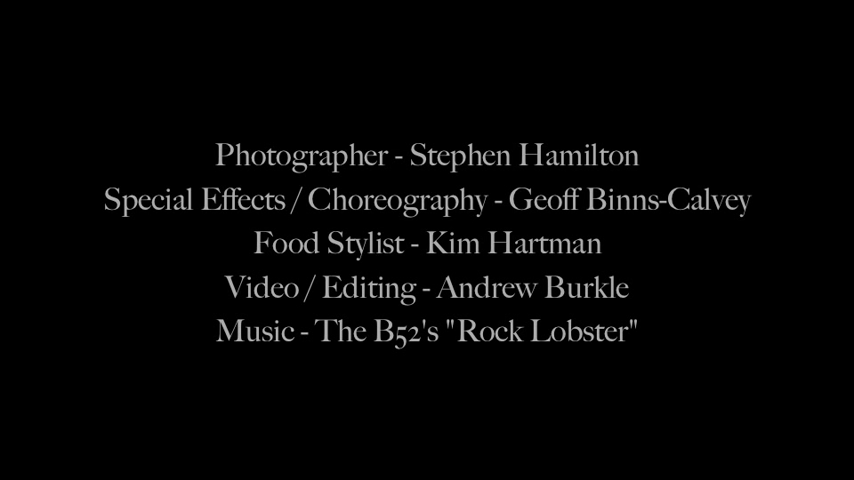 Photographer - Stephen Hamilton
Special Effects / Choreography - Geoff Binns-Calvey
Food Stylist - Kim Hartman
Video / Editing - Andrew Burkle
Music - The B52's "Rock Lobster"